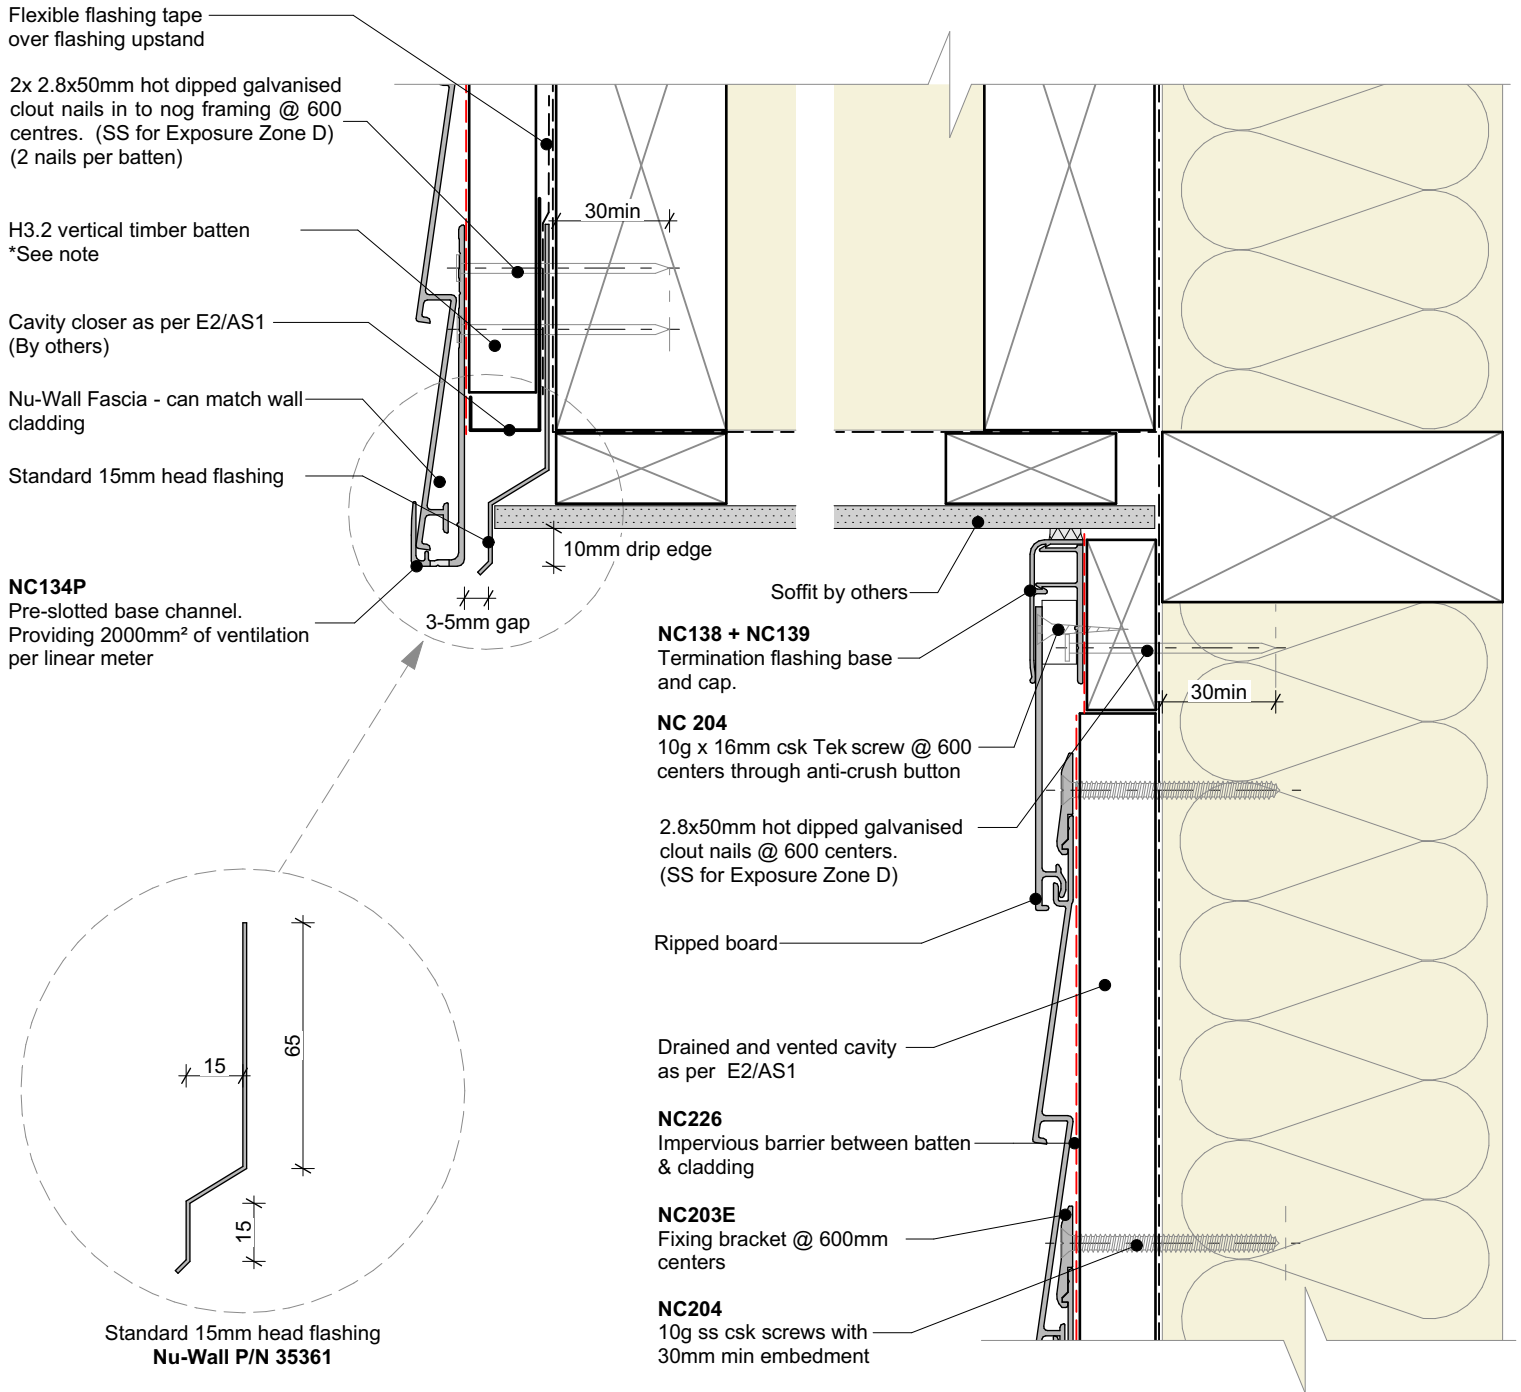 Flexible flashing tape
over flashing upstand
2x 2.8x50mm hot dipped galvanised
clout nails in to nog framing @ 600
centres.  (SS for Exposure Zone D)
(2 nails per batten)
H3.2 vertical timber batten
*See note
Cavity closer as per E2/AS1
(By others)
Nu-Wall Fascia - can match wall
cladding
Standard 15mm head flashing
NC134P
Pre-slotted base channel.
Providing 2000mm² of ventilation
per linear meter
30min
10mm drip edge
3-5mm gap
Soffit by others
NC138 + NC139
Termination flashing base
and cap.
NC 204
10g x 16mm csk Tek screw @ 600
centers through anti-crush button
2.8x50mm hot dipped galvanised
clout nails @ 600 centers.
(SS for Exposure Zone D)
Ripped board
Drained and vented cavity
as per  E2/AS1
NC226
Impervious barrier between batten
& cladding
NC203E
Fixing bracket @ 600mm
centers
NC204
10g ss csk screws with
30mm min embedment
30min
15
65
15
Standard 15mm head flashing
Nu-Wall P/N 35361